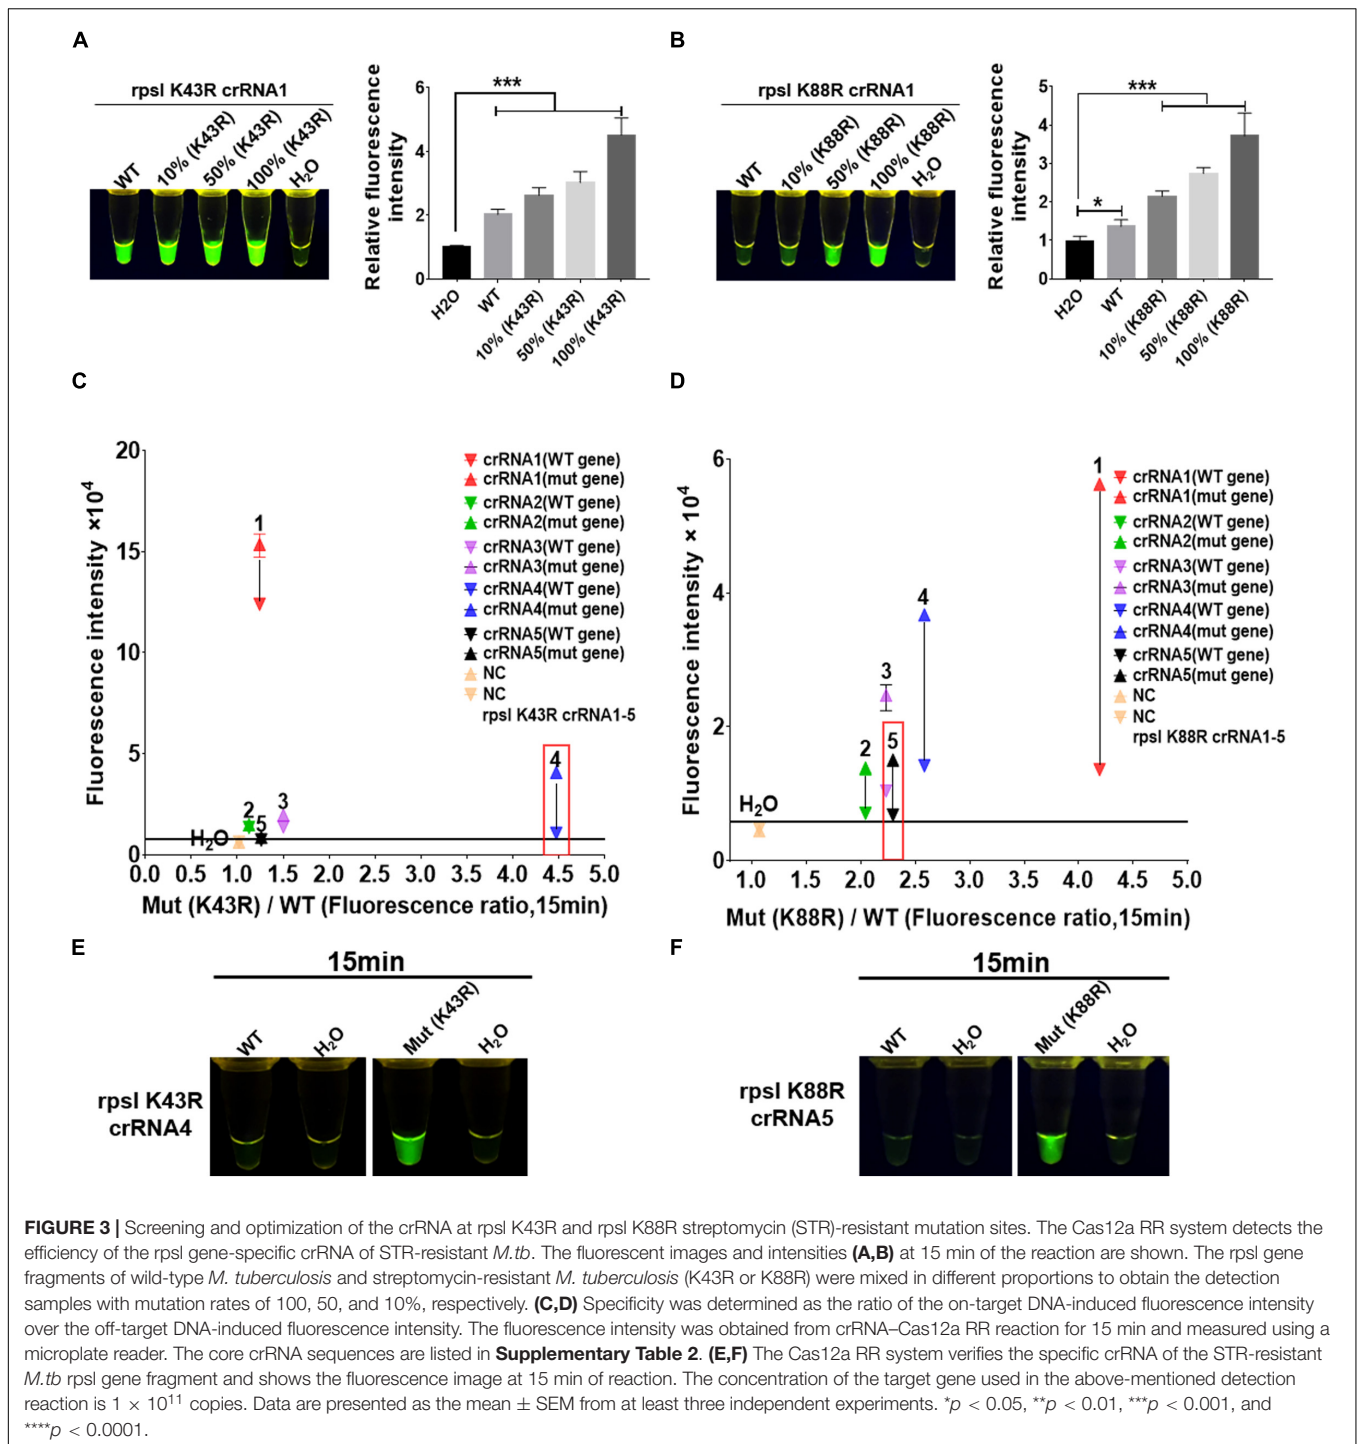 A
rpsl K43R crRNA1
WT
10% (K43R)
50% (K43R)
100% (K43R)
H₂O
Relative fluorescence
intensity
6
4
2
0
***
H2O
WT
10% (K43R)
50% (K43R)
100% (K43R)
B
rpsl K88R crRNA1
WT
10% (K88R)
50% (K88R)
100% (K88R)
H₂O
Relative fluorescence
intensity
5
4
3
2
1
0
***
*
H2O
WT
10% (K88R)
50% (K88R)
100% (K88R)
C
Fluorescence intensity ×10⁴
20
15
10
5
0
1
2
5
3
4
H₂O
crRNA1(WT gene)
crRNA1(mut gene)
crRNA2(WT gene)
crRNA2(mut gene)
crRNA3(WT gene)
crRNA3(mut gene)
crRNA4(WT gene)
crRNA4(mut gene)
crRNA5(WT gene)
crRNA5(mut gene)
NC
NC
rpsl K43R crRNA1-5
0.0 0.5 1.0 1.5 2.0 2.5 3.0 3.5 4.0 4.5 5.0
Mut (K43R) / WT (Fluorescence ratio,15min)
D
Fluorescence intensity × 10⁴
6
4
2
0
H₂O
2
3
5
4
1
crRNA1(WT gene)
crRNA1(mut gene)
crRNA2(WT gene)
crRNA2(mut gene)
crRNA3(WT gene)
crRNA3(mut gene)
crRNA4(WT gene)
crRNA4(mut gene)
crRNA5(WT gene)
crRNA5(mut gene)
NC
NC
rpsl K88R crRNA1-5
1.0 1.5 2.0 2.5 3.0 3.5 4.0 4.5 5.0
Mut (K88R) / WT (Fluorescence ratio,15min)
E
15min
WT
H₂O
Mut (K43R)
H₂O
rpsl K43R
crRNA4
F
15min
WT
H₂O
Mut (K88R)
H₂O
rpsl K88R
crRNA5
FIGURE 3 | Screening and optimization of the crRNA at rpsl K43R and rpsl K88R streptomycin (STR)-resistant mutation sites. The Cas12a RR system detects the
efficiency of the rpsl gene-specific crRNA of STR-resistant M.tb. The fluorescent images and intensities (A,B) at 15 min of the reaction are shown. The rpsl gene
fragments of wild-type M. tuberculosis and streptomycin-resistant M. tuberculosis (K43R or K88R) were mixed in different proportions to obtain the detection
samples with mutation rates of 100, 50, and 10%, respectively. (C,D) Specificity was determined as the ratio of the on-target DNA-induced fluorescence intensity
over the off-target DNA-induced fluorescence intensity. The fluorescence intensity was obtained from crRNA–Cas12a RR reaction for 15 min and measured using a
microplate reader. The core crRNA sequences are listed in Supplementary Table 2. (E,F) The Cas12a RR system verifies the specific crRNA of the STR-resistant
M.tb rpsl gene fragment and shows the fluorescence image at 15 min of reaction. The concentration of the target gene used in the above-mentioned detection
reaction is 1 × 10¹¹ copies. Data are presented as the mean ± SEM from at least three independent experiments. *p < 0.05, **p < 0.01, ***p < 0.001, and
****p < 0.0001.